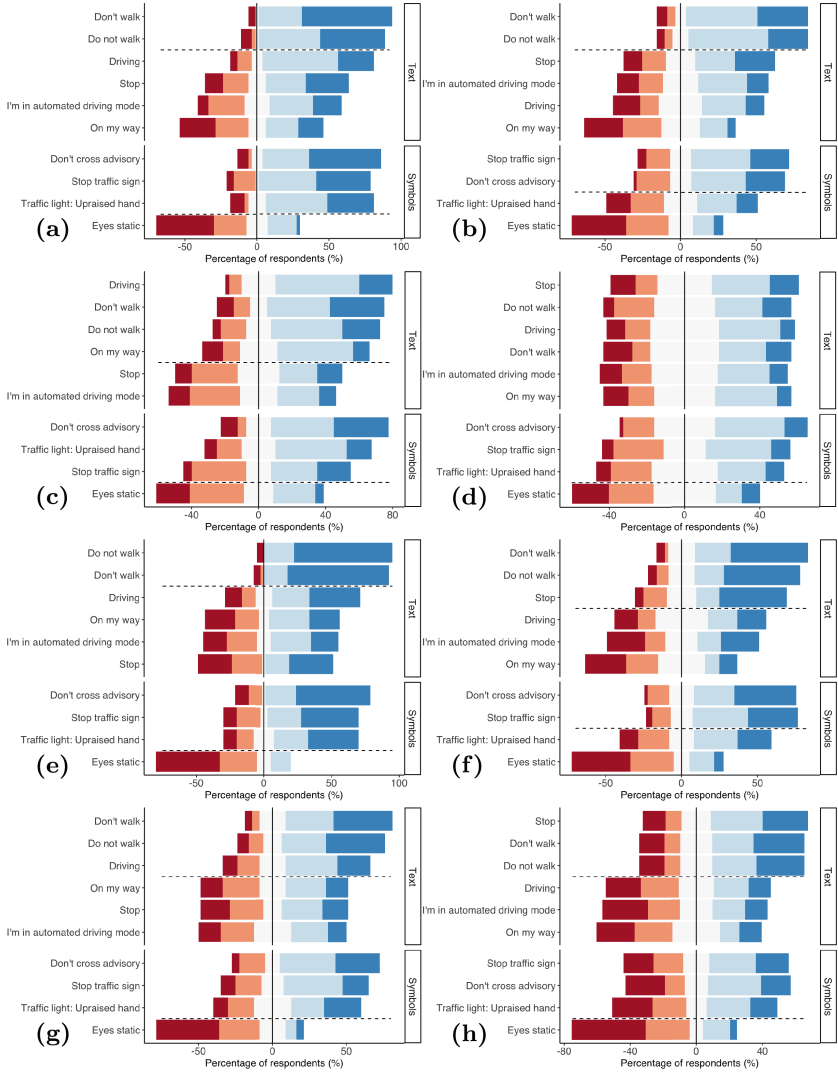 Don't walk
Do not walk
Driving
Stop
I'm in automated driving mode
On my way
Text
Don't cross advisory
Stop traffic sign
Traffic light: Upraised hand
Eyes static
Symbols
(a)
-50 0 50 100
Percentage of respondents (%)
Don't walk
Do not walk
Stop
I'm in automated driving mode
Driving
On my way
Text
Stop traffic sign
Don't cross advisory
Traffic light: Upraised hand
Eyes static
Symbols
(b)
-50 0 50
Percentage of respondents (%)
Driving
Don't walk
Do not walk
On my way
Stop
I'm in automated driving mode
Text
Don't cross advisory
Traffic light: Upraised hand
Stop traffic sign
Eyes static
Symbols
(c)
-40 0 40 80
Percentage of respondents (%)
Stop
Do not walk
Driving
Don't walk
I'm in automated driving mode
On my way
Text
Don't cross advisory
Stop traffic sign
Traffic light: Upraised hand
Eyes static
Symbols
(d)
-40 0 40
Percentage of respondents (%)
Do not walk
Don't walk
Driving
On my way
I'm in automated driving mode
Stop
Text
Don't cross advisory
Stop traffic sign
Traffic light: Upraised hand
Eyes static
Symbols
(e)
-50 0 50 100
Percentage of respondents (%)
Don't walk
Do not walk
Stop
Driving
I'm in automated driving mode
On my way
Text
Don't cross advisory
Stop traffic sign
Traffic light: Upraised hand
Eyes static
Symbols
(f)
-50 0 50
Percentage of respondents (%)
Don't walk
Do not walk
Driving
On my way
Stop
I'm in automated driving mode
Text
Don't cross advisory
Stop traffic sign
Traffic light: Upraised hand
Eyes static
Symbols
(g)
-50 0 50
Percentage of respondents (%)
Stop
Don't walk
Do not walk
Driving
I'm in automated driving mode
On my way
Text
Stop traffic sign
Don't cross advisory
Traffic light: Upraised hand
Eyes static
Symbols
(h)
-80 -40 0 40
Percentage of respondents (%)